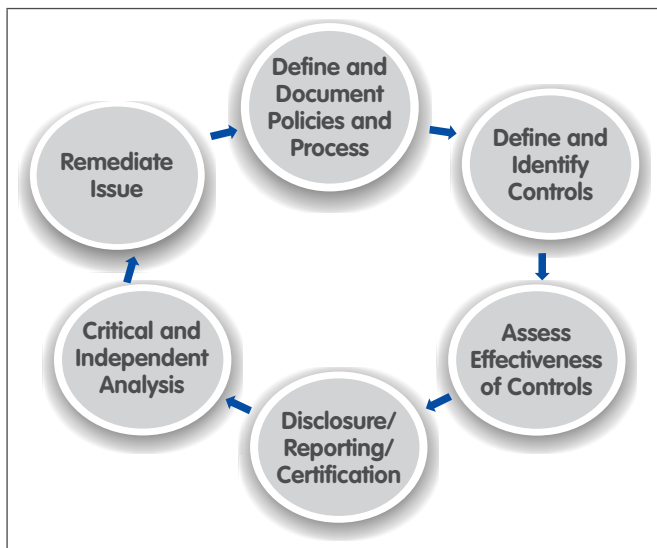 Define and
Document
Policies and
Process
Define and
Identify
Controls
Assess
Effectiveness
of Controls
Disclosure/
Reporting/
Certification
Critical and
Independent
Analysis
Remediate
Issue